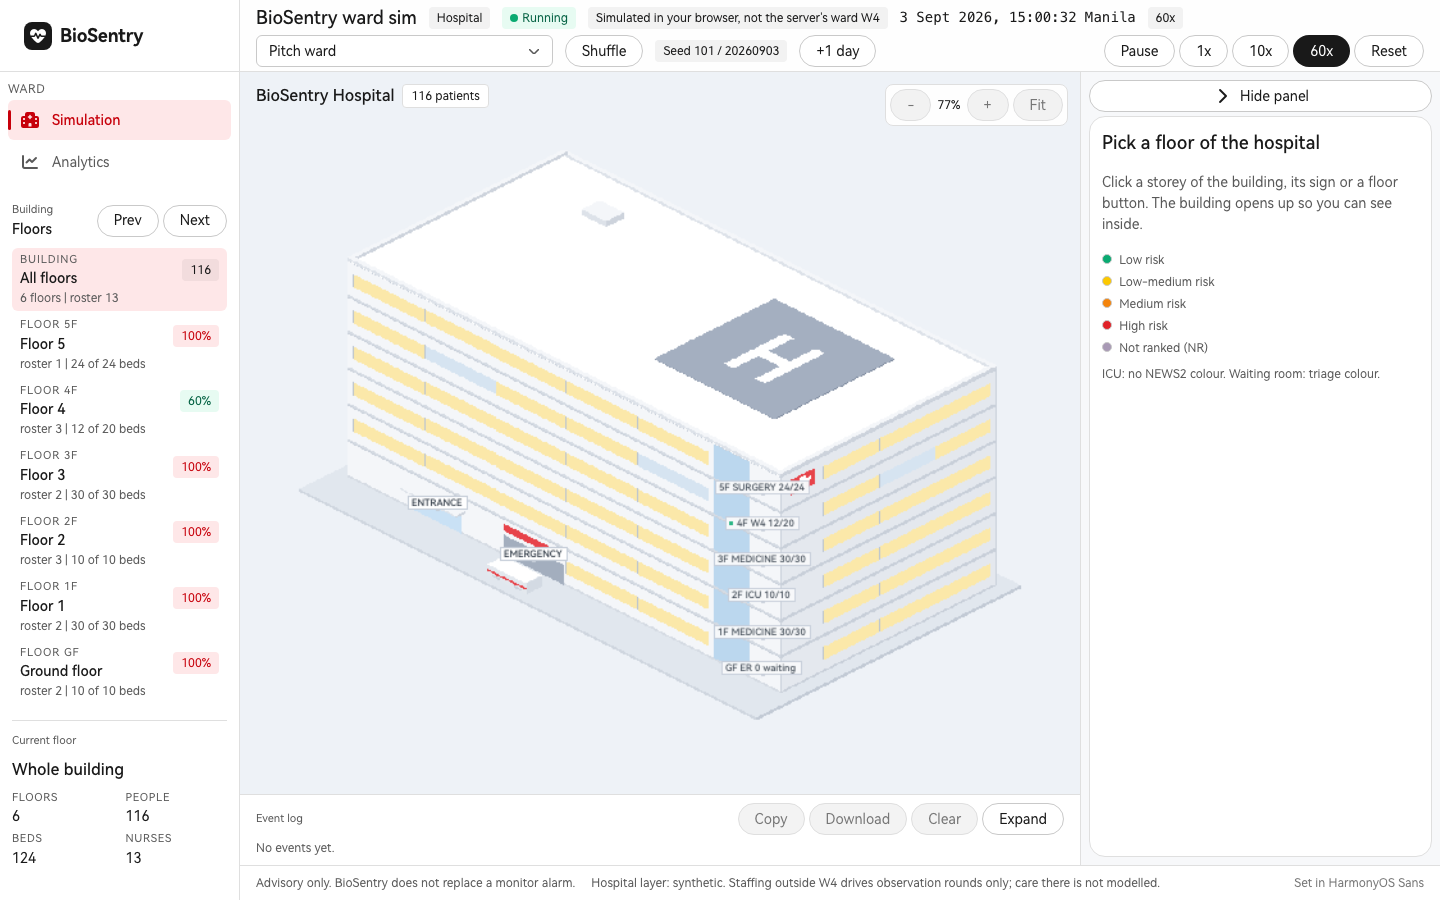 BioSentry
WARD
Simulation
Analytics
Building
Floors
Prev
Next
BUILDING
All floors
116
6 floors | roster 13
FLOOR 5F
Floor 5
100%
roster 1 | 24 of 24 beds
FLOOR 4F
Floor 4
60%
roster 3 | 12 of 20 beds
FLOOR 3F
Floor 3
100%
roster 2 | 30 of 30 beds
FLOOR 2F
Floor 2
100%
roster 3 | 10 of 10 beds
FLOOR 1F
Floor 1
100%
roster 2 | 30 of 30 beds
FLOOR GF
Ground floor
100%
roster 2 | 10 of 10 beds
Current floor
Whole building
FLOORS PEOPLE
6 116
BEDS NURSES
124 13
BioSentry ward sim Hospital Running Simulated in your browser, not the server's ward W4 3 Sept 2026, 15:00:32 Manila 60x
Pitch ward Shuffle Seed 101 / 20260903 +1 day Pause 1x 10x 60x Reset
BioSentry Hospital 116 patients
- 77% + Fit
H
ENTRANCE
EMERGENCY
5F SURGERY 24/24
4F W4 12/20
3F MEDICINE 30/30
2F ICU 10/10
1F MEDICINE 30/30
GF ER 0 waiting
Event log
Copy Download Clear Expand
No events yet.
Hide panel
Pick a floor of the hospital
Click a storey of the building, its sign or a floor
button. The building opens up so you can see
inside.
Low risk
Low-medium risk
Medium risk
High risk
Not ranked (NR)
ICU: no NEWS2 colour. Waiting room: triage colour.
Advisory only. BioSentry does not replace a monitor alarm. Hospital layer: synthetic. Staffing outside W4 drives observation rounds only; care there is not modelled. Set in HarmonyOS Sans